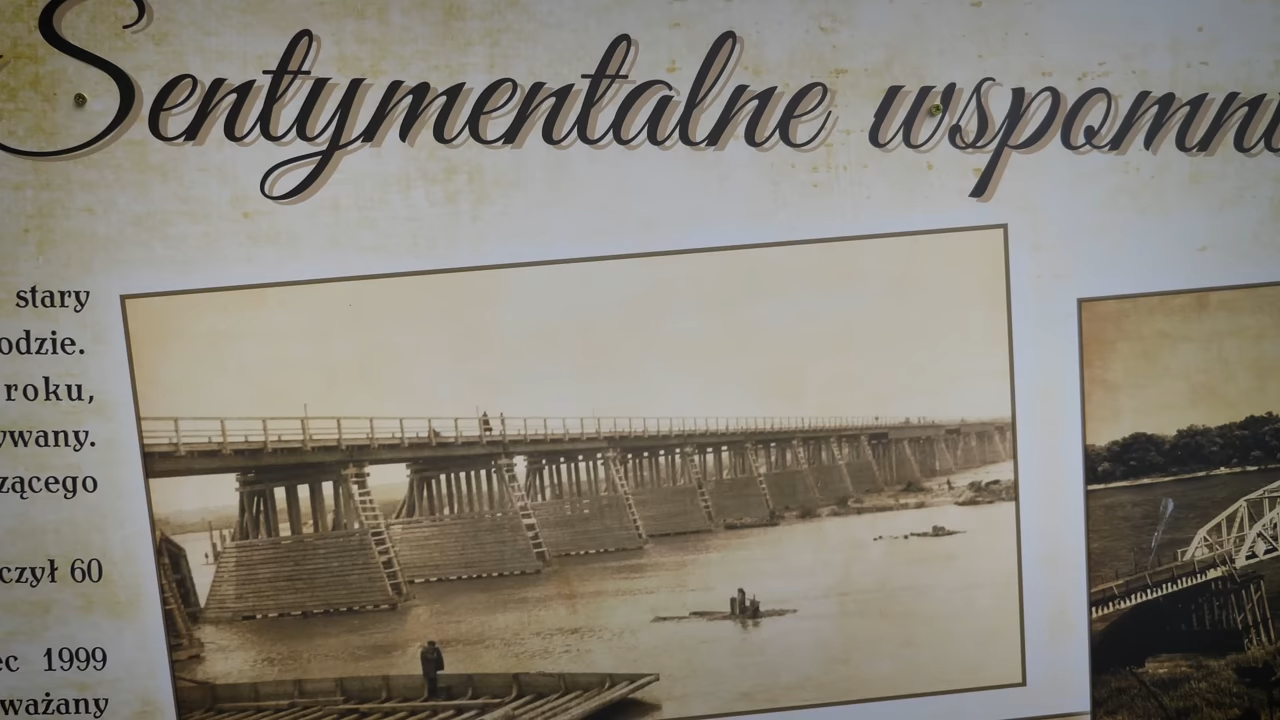 Sentymentalne wspomni
stary
odzie.
roku,
ywany.
zącego
czył 60
ec 1999
ważany